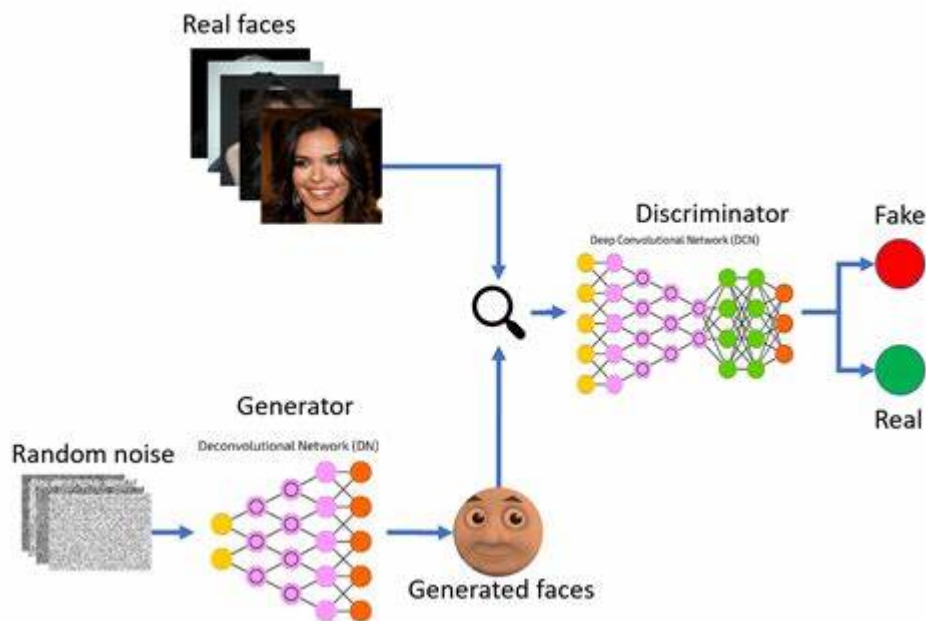 Real faces
Discriminator
Deep Convolutional Network (DCN)
Fake
Real
Generator
Deconvolutional Network (DN)
Random noise
Generated faces